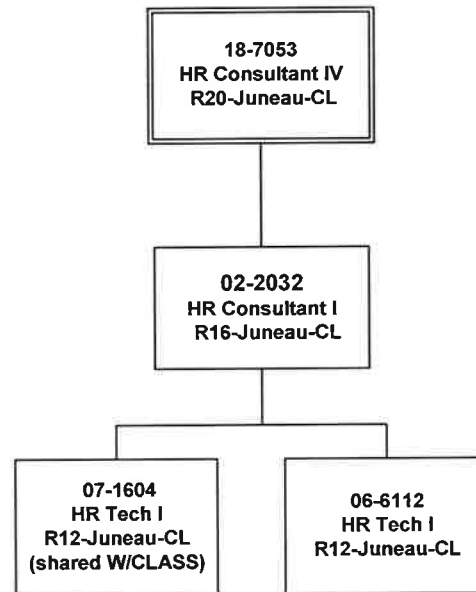 18-7053
HR Consultant IV
R20-Juneau-CL
02-2032
HR Consultant I
R16-Juneau-CL
07-1604
HR Tech I
R12-Juneau-CL
(shared W/CLASS)
06-6112
HR Tech I
R12-Juneau-CL